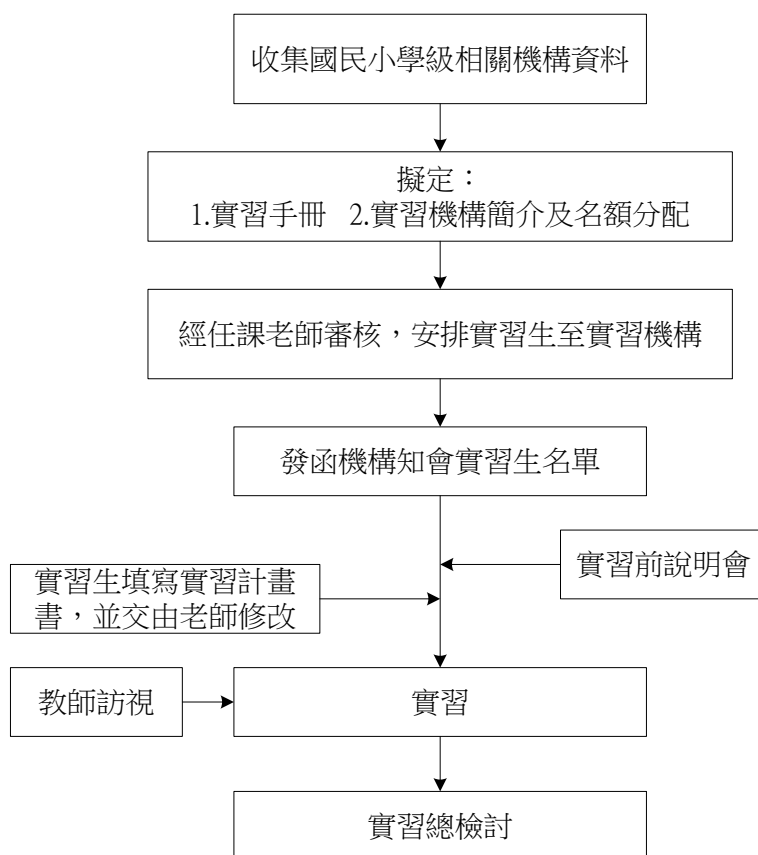 收集國民小學級相關機構資料
擬定：
1.實習手冊 2.實習機構簡介及名額分配
經任課老師審核，安排實習生至實習機構
發函機構知會實習生名單
實習前說明會
實習生填寫實習計畫
書，並交由老師修改
教師訪視
實習
實習總檢討